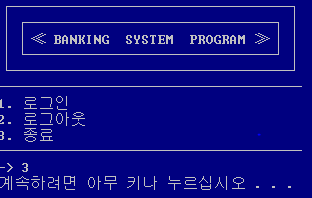 ≪ BANKING SYSTEM PROGRAM ≫
1. 로그인
2. 로그아웃
3. 종료
-> 3
계속하려면 아무 키나 누르십시오 . . .